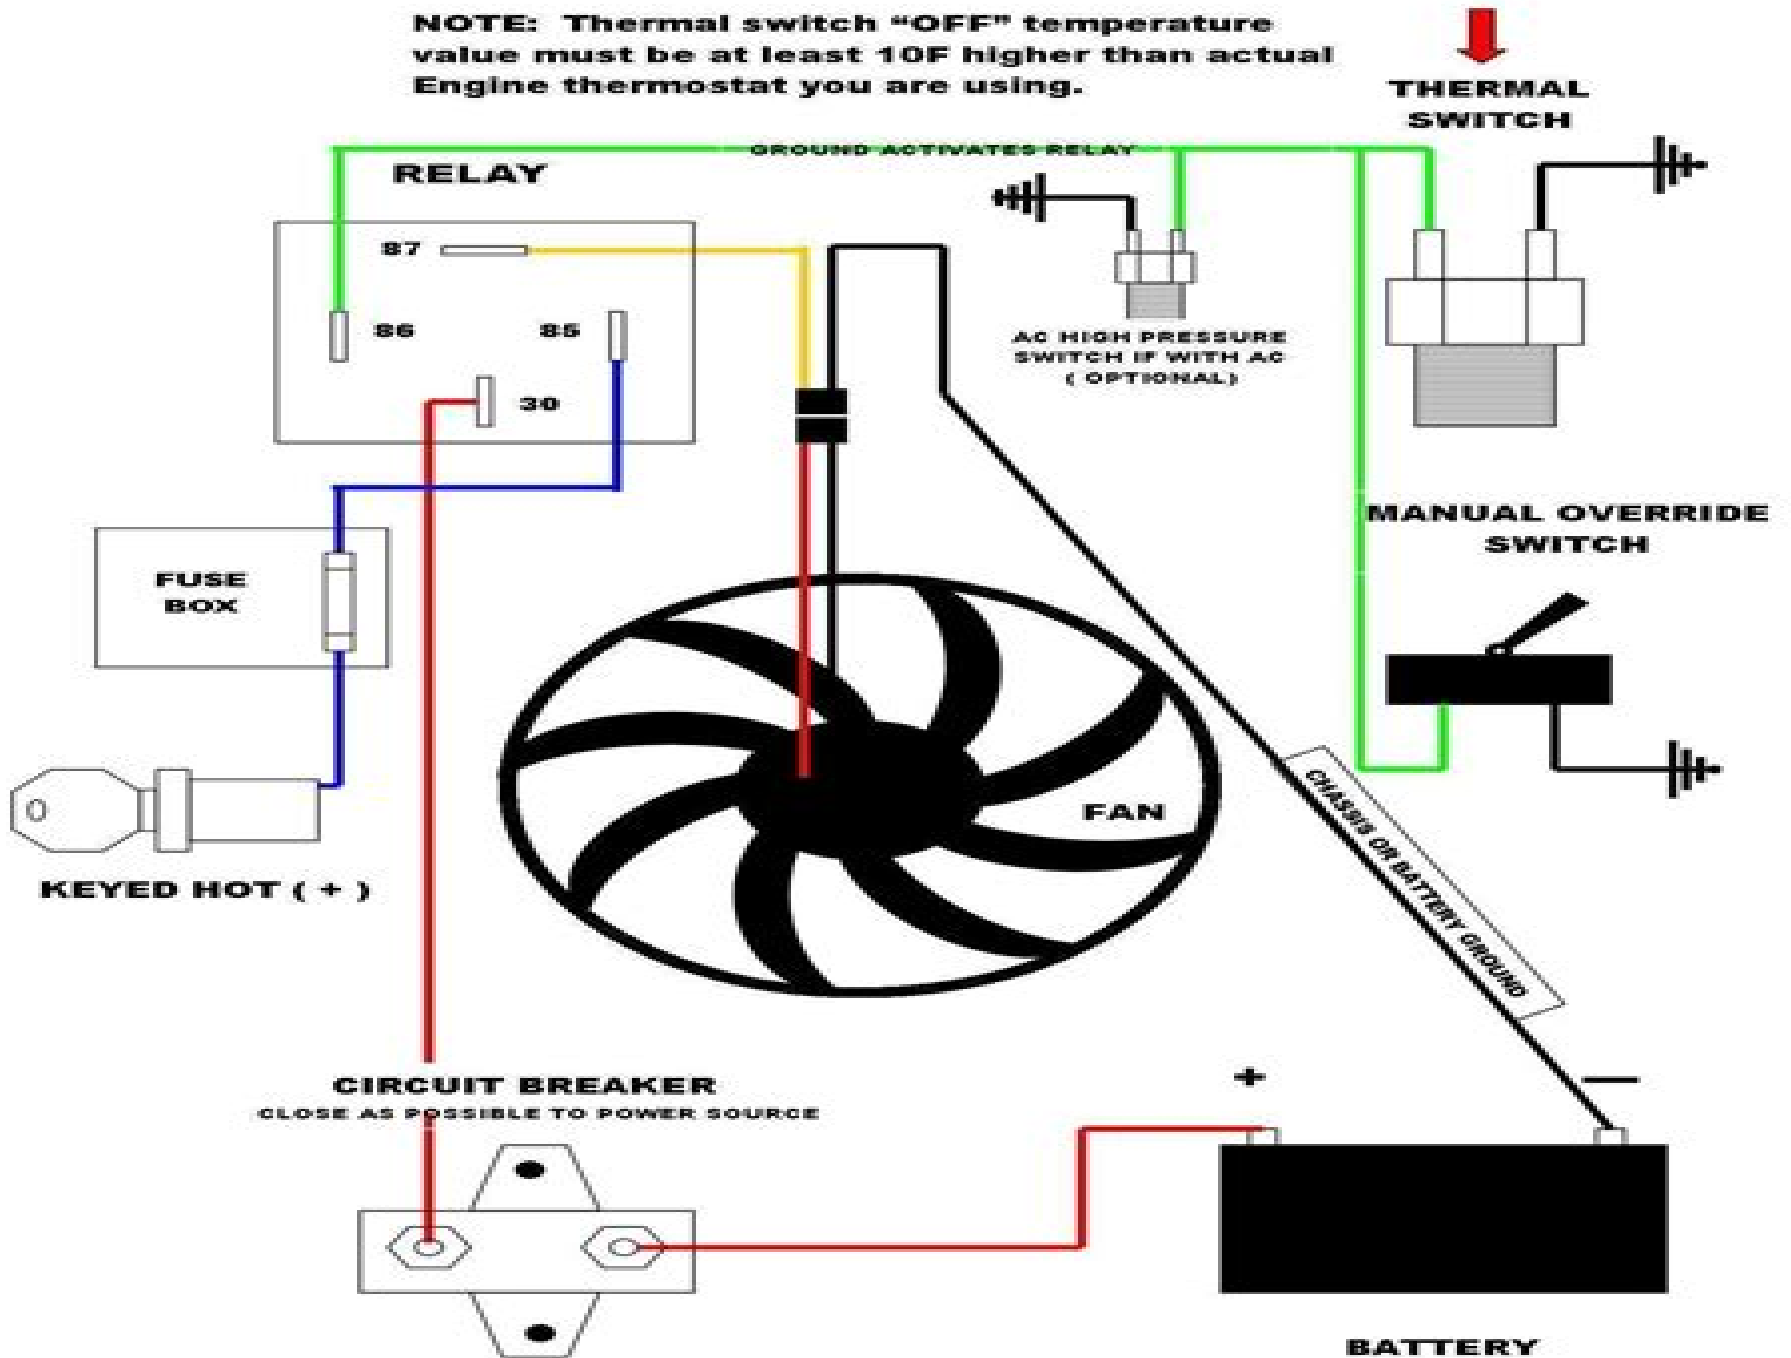 NOTE: Thermal switch “OFF” temperature
value must be at least 10F higher than actual
Engine thermostat you are using.
THERMAL
SWITCH
GROUND ACTIVATES RELAY
RELAY
87
86
85
30
AC HIGH PRESSURE
SWITCH IF WITH AC
( OPTIONAL)
MANUAL OVERRIDE
SWITCH
FUSE
BOX
FAN
KEYED HOT ( + )
CHASSIS OR BATTERY GROUND
CIRCUIT BREAKER
CLOSE AS POSSIBLE TO POWER SOURCE
+
—
BATTERY